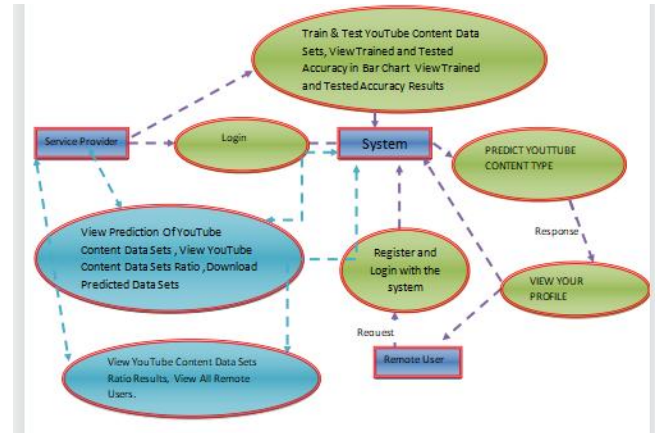 Train & Test YouTube Content Data
Sets, View Trained and Tested
Accuracy in Bar Chart View Trained
and Tested Accuracy Results
Service Provider
Login
System
PREDICT YOUTTUBE
CONTENT TYPE
View Prediction Of YouTube
Content Data Sets , View YouTube
Content Data Sets Ratio ,Download
Predicted Data Sets
Register and
Login with the
system
Response
VIEW YOUR
PROFILE
Request
Remote User
View YouTube Content Data Sets
Ratio Results, View All Remote
Users.